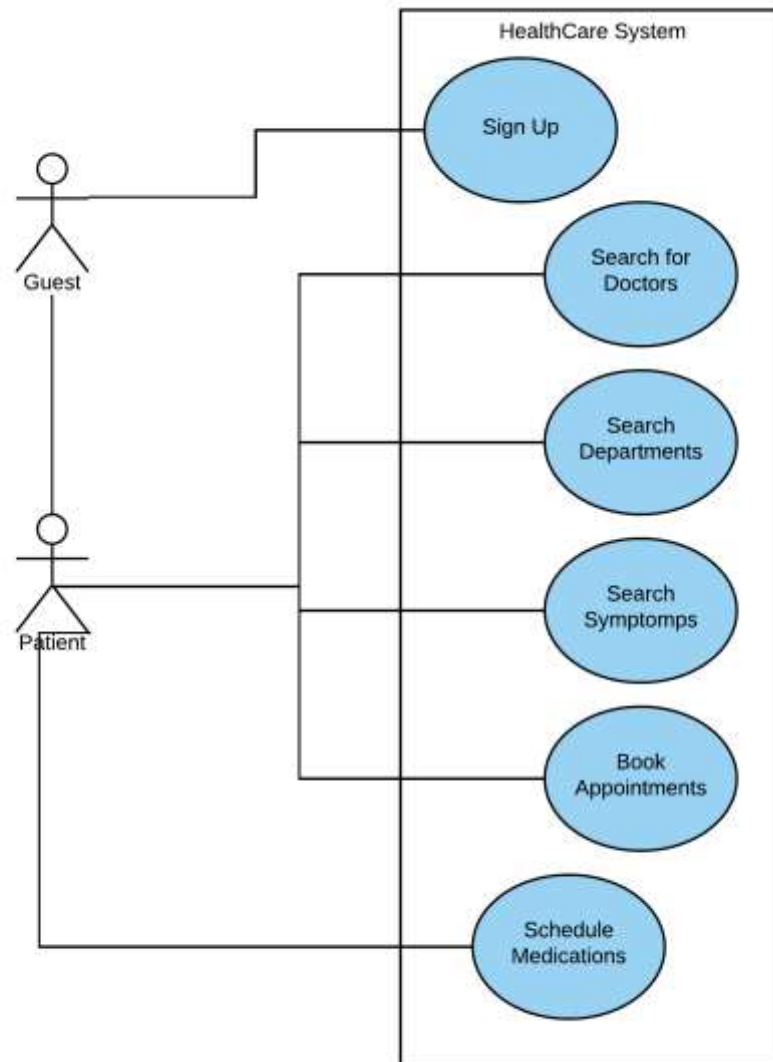 HealthCare System
Sign Up
Guest
Search for
Doctors
Search
Departments
Search
Symptomps
Patient
Book
Appointments
Schedule
Medications